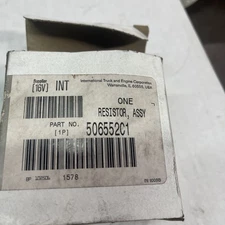 [16V] INT
International Truck and Engine Corporation
Warrenville, IL 60555, USA
ONE
RESISTOR, ASSY
PART NO.
[1P] 506552C1
1578